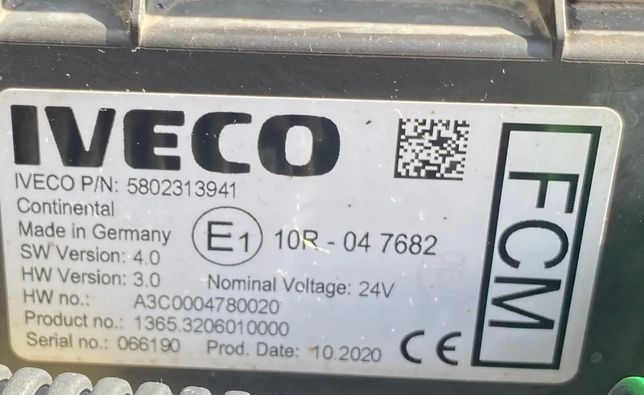 IVECO
IVECO P/N: 5802313941
Continental
Made in Germany
SW Version: 4.0
HW Version: 3.0
E1 10R - 04 7682
Nominal Voltage: 24V
HW no.: A3C0004780020
Product no.: 1365.3206010000
Serial no.: 066190 Prod. Date: 10.2020 CE
FCM